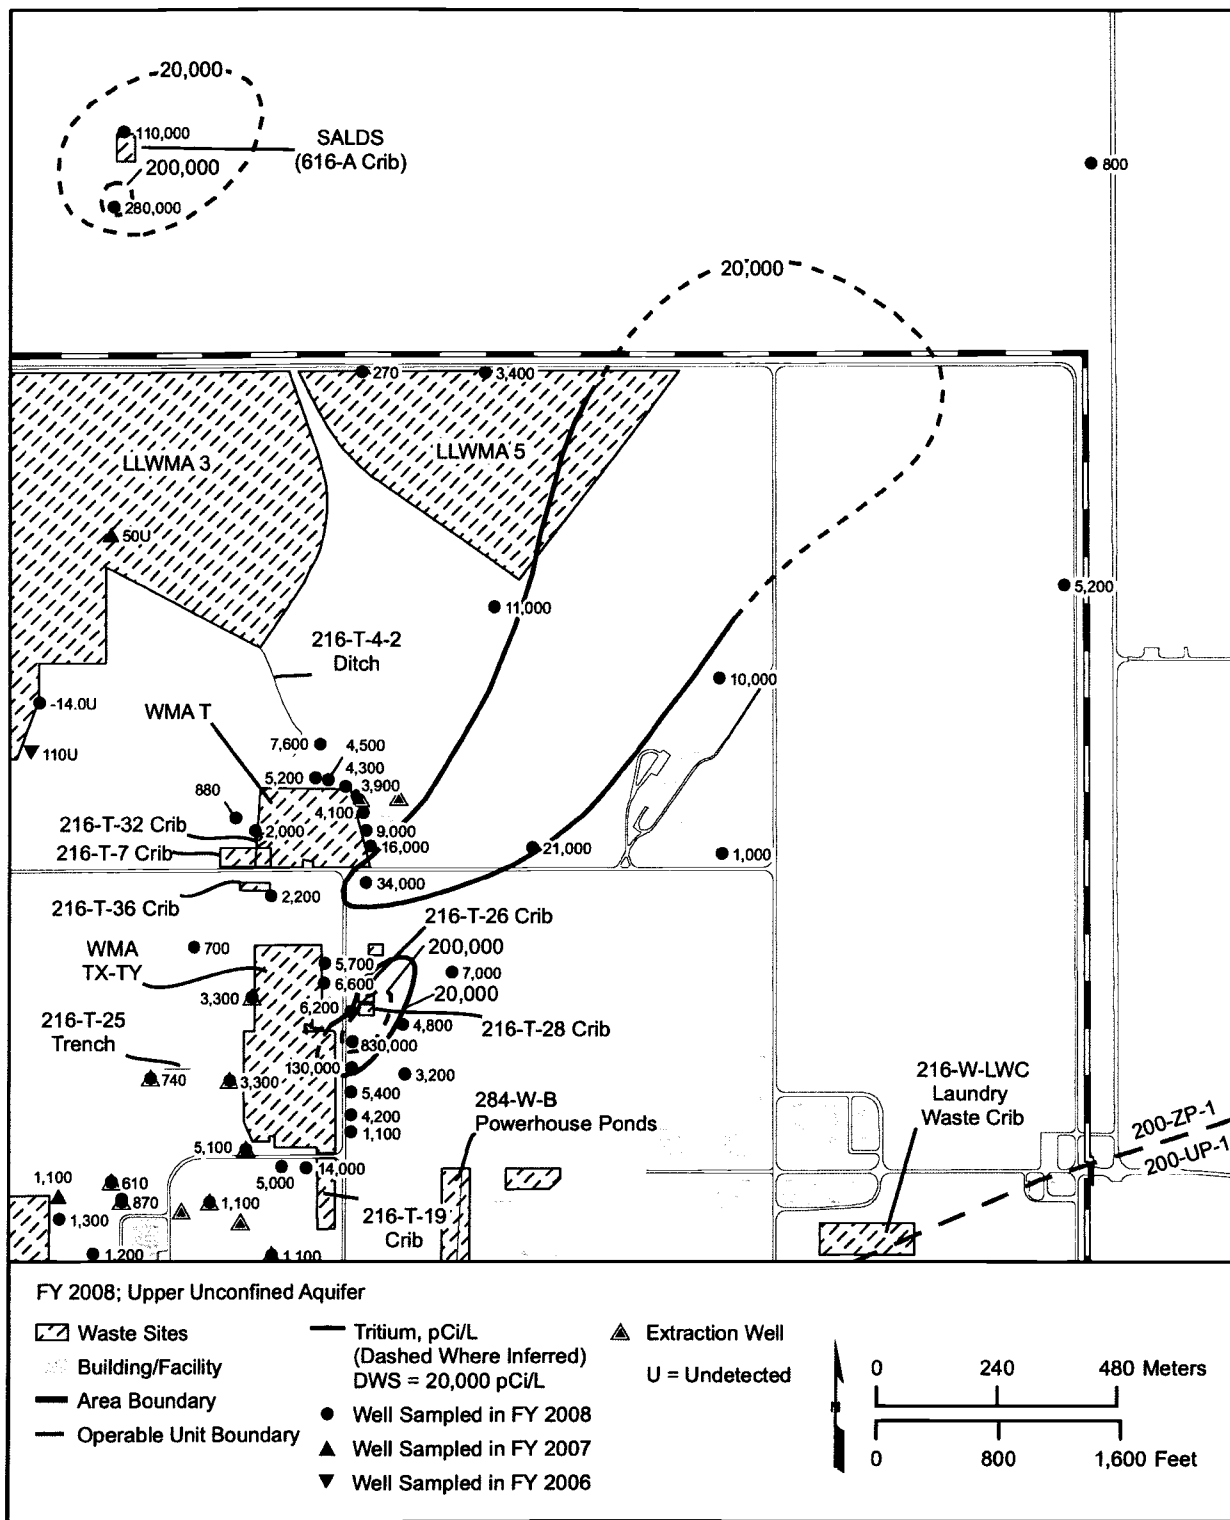 20,000
110,000
SALDS
(616-A Crib)
200,000
280,000
800
20,000
270
3,400
LLWMA 3
LLWMA 5
50U
5,200
11,000
216-T-4-2
Ditch
10,000
-14.0U
WMA T
110U
7,600
4,500
5,200
4,300
3,900
880
4,100
216-T-32 Crib
2,000
9,000
216-T-7 Crib
16,000
21,000
1,000
34,000
216-T-36 Crib
2,200
216-T-26 Crib
WMA
TX-TY
700
200,000
5,700
7,000
6,600
20,000
3,300
6,200
216-T-25
Trench
4,800
216-T-28 Crib
830,000
130,000
740
3,300
3,200
5,400
284-W-B
Powerhouse Ponds
216-W-LWC
Laundry
Waste Crib
4,200
1,100
200-ZP-1
200-UP-1
5,100
14,000
5,000
1,100
610
870
1,100
1,300
216-T-19
Crib
1,200
1,100
FY 2008; Upper Unconfined Aquifer
Waste Sites
Building/Facility
Area Boundary
Operable Unit Boundary
Tritium, pCi/L
(Dashed Where Inferred)
DWS = 20,000 pCi/L
Well Sampled in FY 2008
Well Sampled in FY 2007
Well Sampled in FY 2006
Extraction Well
U = Undetected
0 240 480 Meters
0 800 1,600 Feet